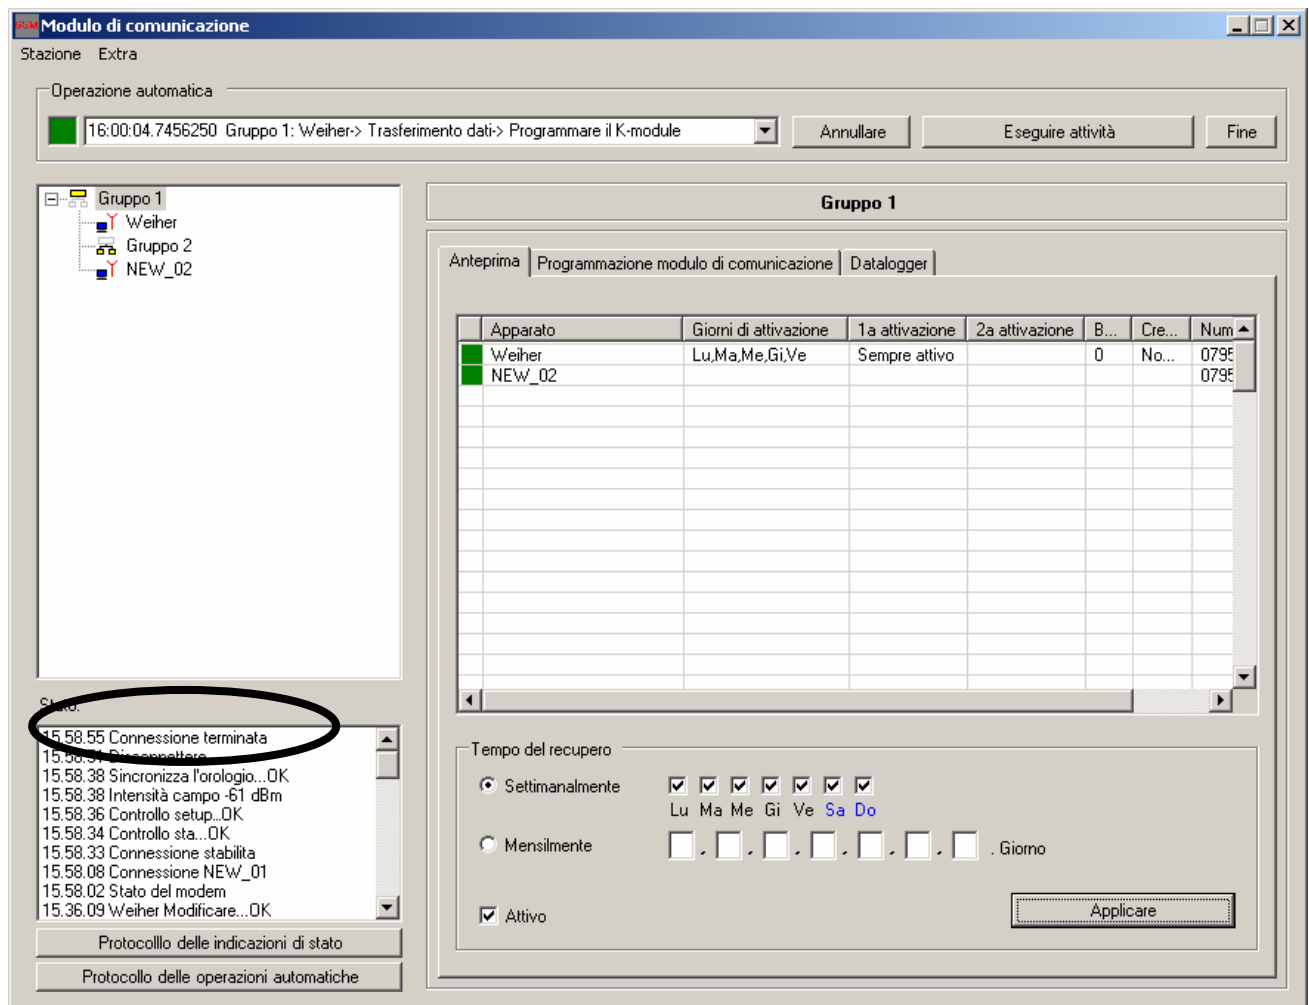 GSM Modulo di comunicazione
Stazione Extra
Operazione automatica
16:00:04.7456250 Gruppo 1: Weiher-> Trasferimento dati-> Programmare il K-module
Annullare
Eseguire attività
Fine
Gruppo 1
Weiher
Gruppo 2
NEW_02
Gruppo 1
Anteprima Programmazione modulo di comunicazione Datalogger
Apparato Giorni di attivazione 1a attivazione 2a attivazione B... Cre... Num
Weiher Lu,Ma,Me,Gi,Ve Sempre attivo 0 No... 0795
NEW_02 0795
Stato:
15.58.55 Connessione terminata
15.58.51 Disconnettere
15.58.38 Sincronizza l'orologio...OK
15.58.38 Intensità campo -61 dBm
15.58.36 Controllo setup...OK
15.58.34 Controllo sta...OK
15.58.33 Connessione stabilita
15.58.08 Connessione NEW_01
15.58.02 Stato del modem
15.36.09 Weiher Modificare...OK
Protocolllo delle indicazioni di stato
Protocollo delle operazioni automatiche
Tempo del recupero
Settimanalmente
Lu Ma Me Gi Ve Sa Do
Mensilmente , , , , , , . Giorno
Attivo
Applicare